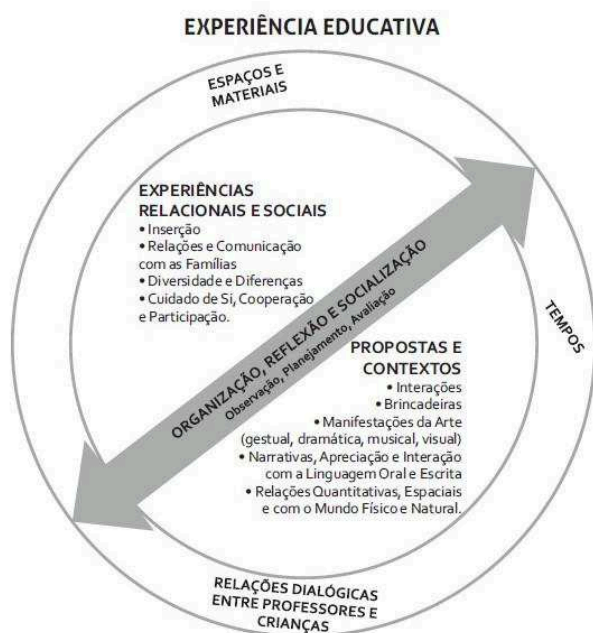 EXPERIÊNCIA EDUCATIVA
ESPAÇOS E
MATERIAIS
EXPERIÊNCIAS
RELACIONAIS E SOCIAIS
• Inserção
• Relações e Comunicação
com as Famílias
• Diversidade e Diferenças
• Cuidado de Si, Cooperação
e Participação.
ORGANIZAÇÃO, REFLEXÃO E SOCIALIZAÇÃO
Observação, Planejamento, Avaliação
TEMPOS
PROPOSTAS E
CONTEXTOS
• Interações
• Brincadeiras
• Manifestações da Arte
(gestual, dramática, musical, visual)
• Narrativas, Apreciação e Interação
com a Linguagem Oral e Escrita
• Relações Quantitativas, Espaciais
e com o Mundo Físico e Natural.
RELAÇÕES DIALÓGICAS
ENTRE PROFESSORES E
CRIANÇAS